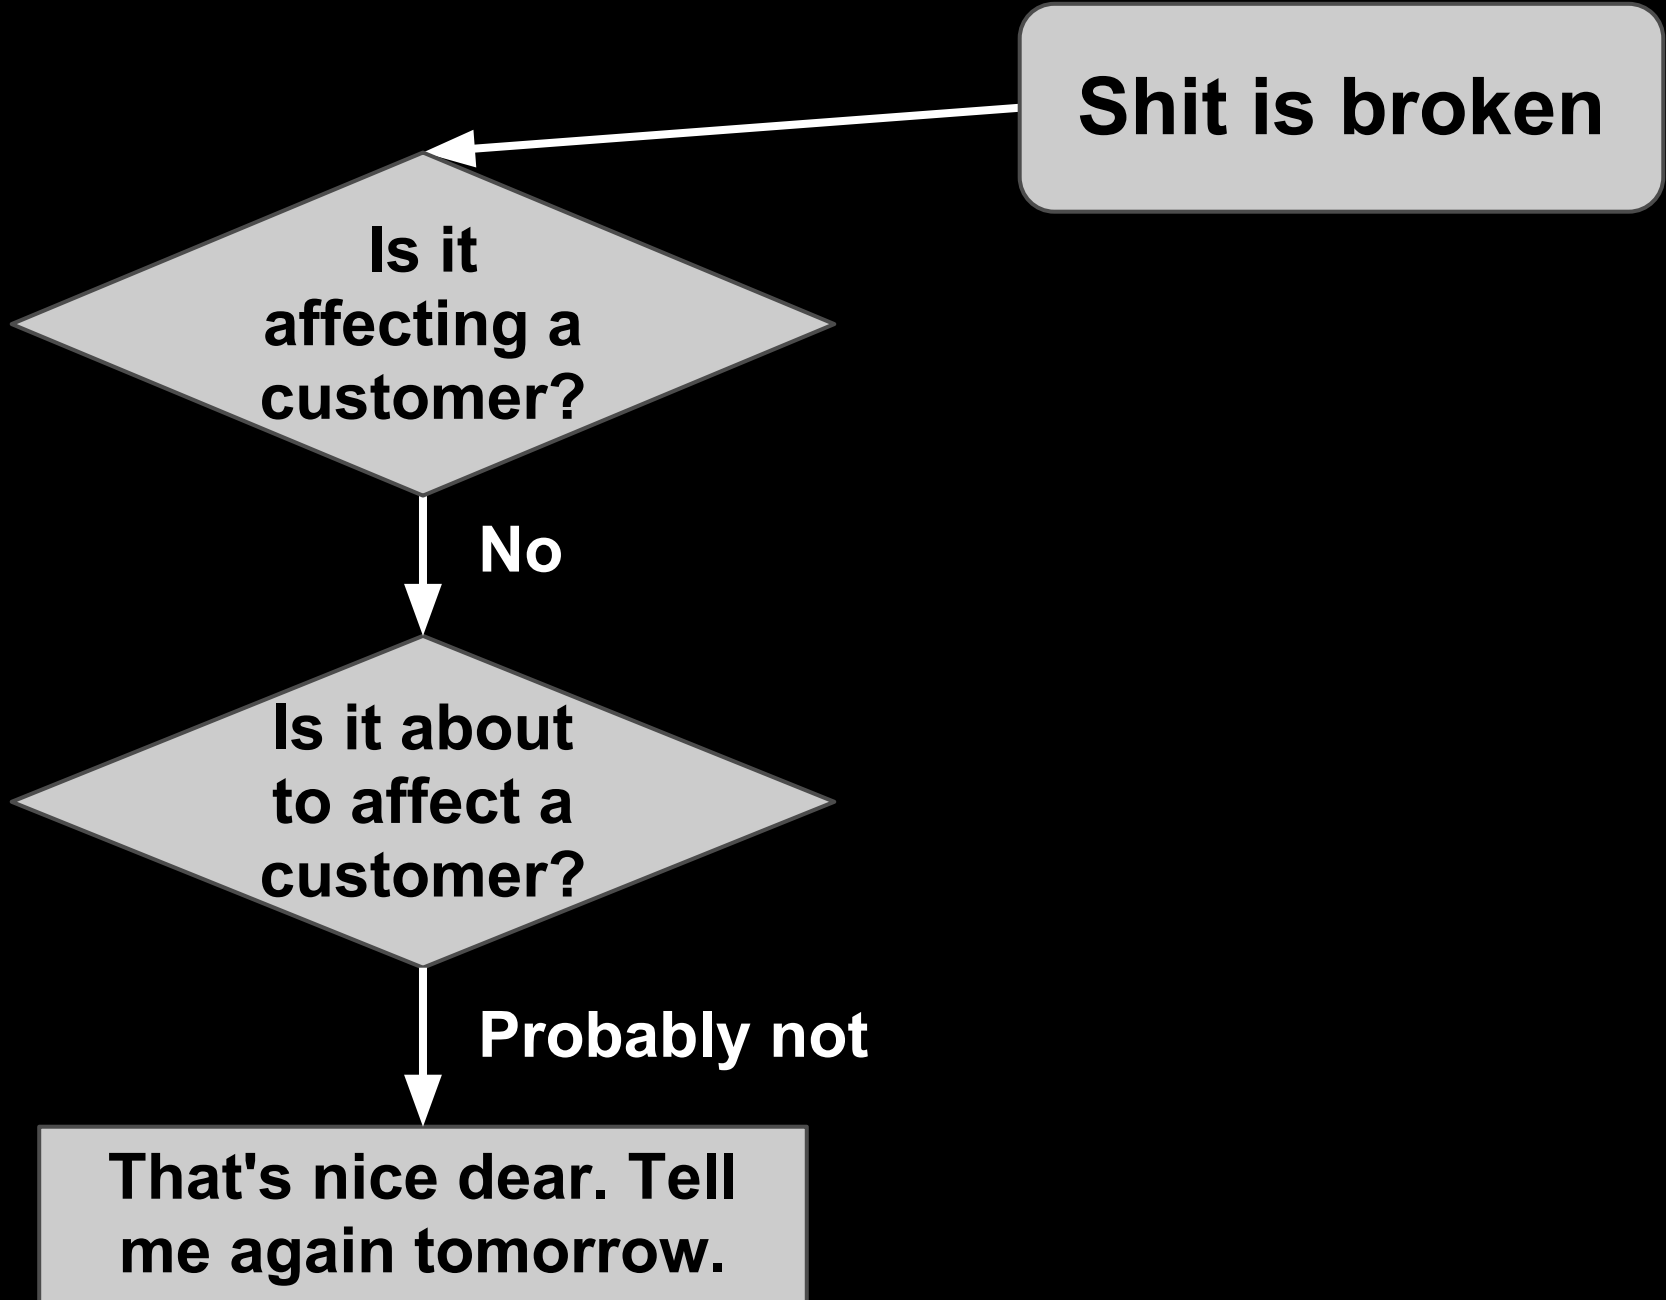 Shit is broken
Is it
affecting a
customer?
No
Is it about
to affect a
customer?
Probably not
That's nice dear. Tell
me again tomorrow.